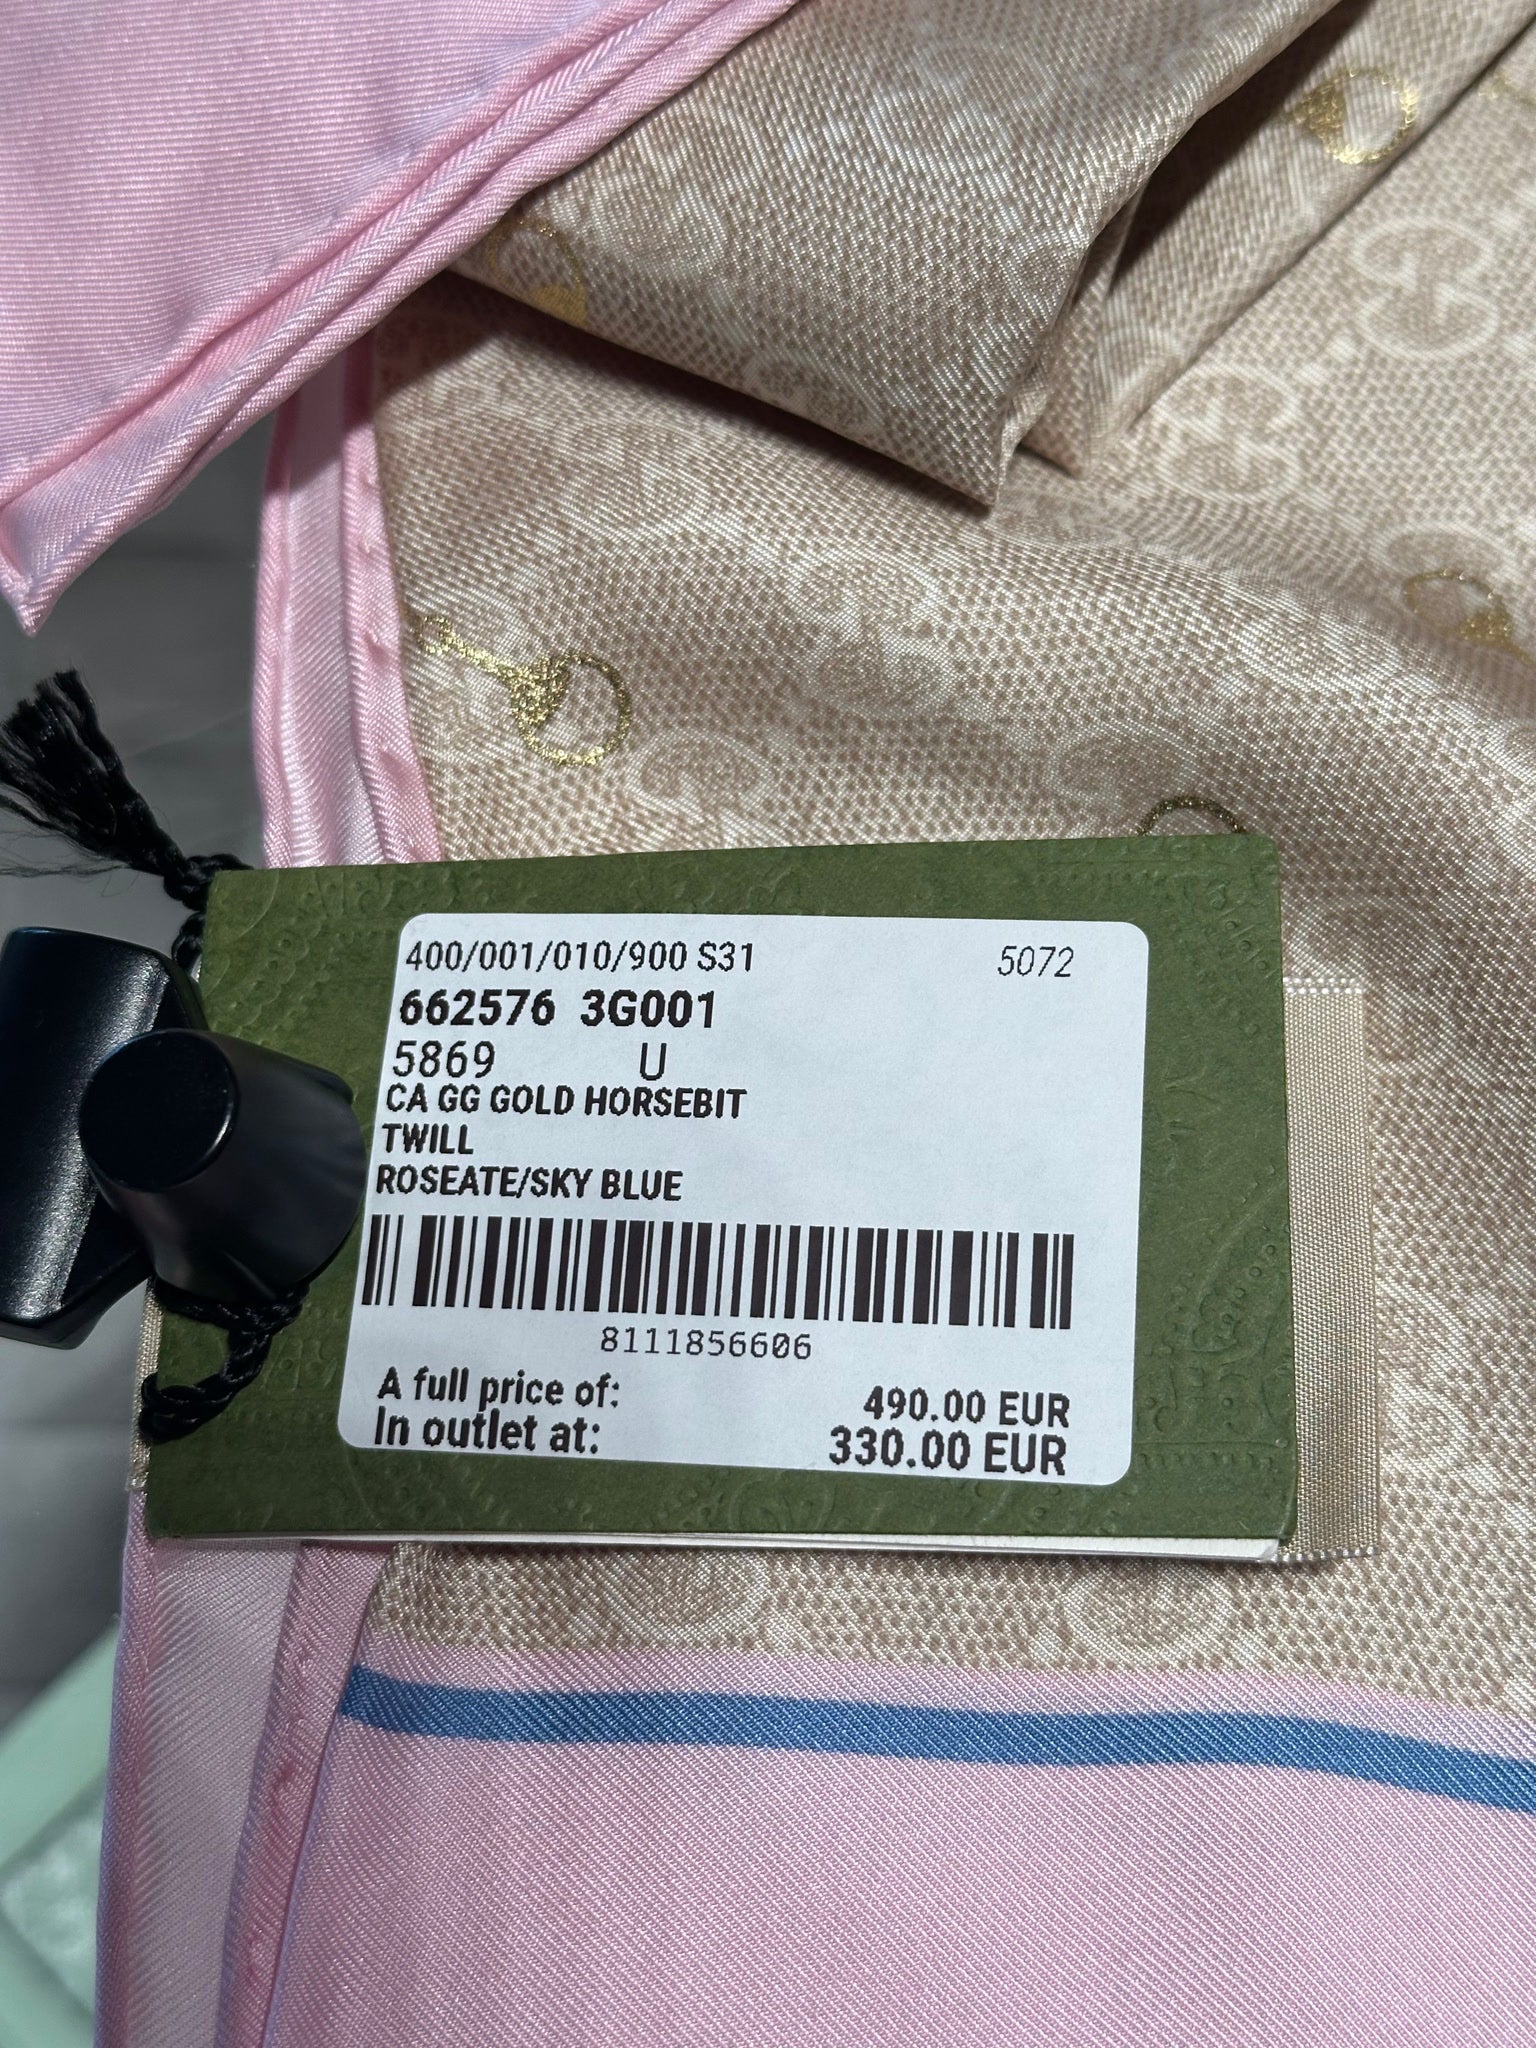 400/001/010/900 S31 5072
662576 3G001
5869 U
CA GG GOLD HORSEBIT
TWILL
ROSEATE/SKY BLUE
8111856606
A full price of: 490.00 EUR
In outlet at: 330.00 EUR